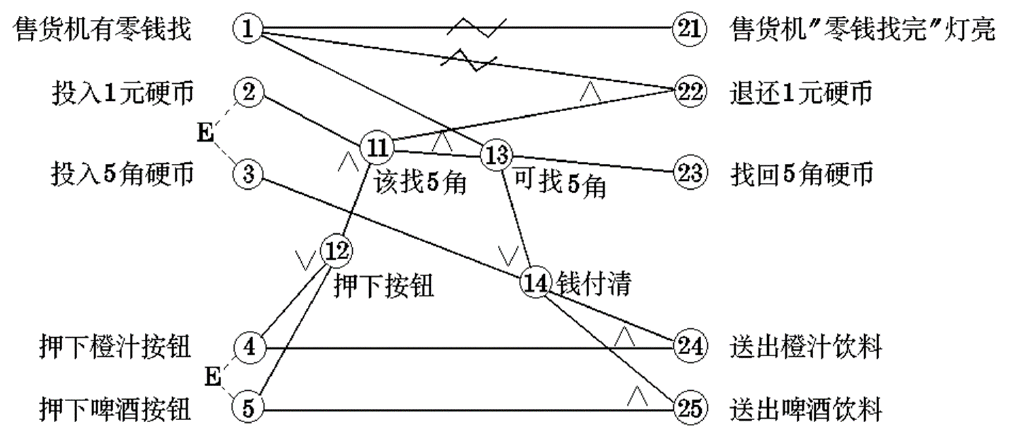 售货机有零钱找 1 21 售货机"零钱找完"灯亮
投入1元硬币 2 22 退还1元硬币
E
11 13
投入5角硬币 3 该找5角 可找5角 23 找回5角硬币
12
押下按钮 14 钱付清
押下橙汁按钮 4 24 送出橙汁饮料
E
押下啤酒按钮 5 25 送出啤酒饮料